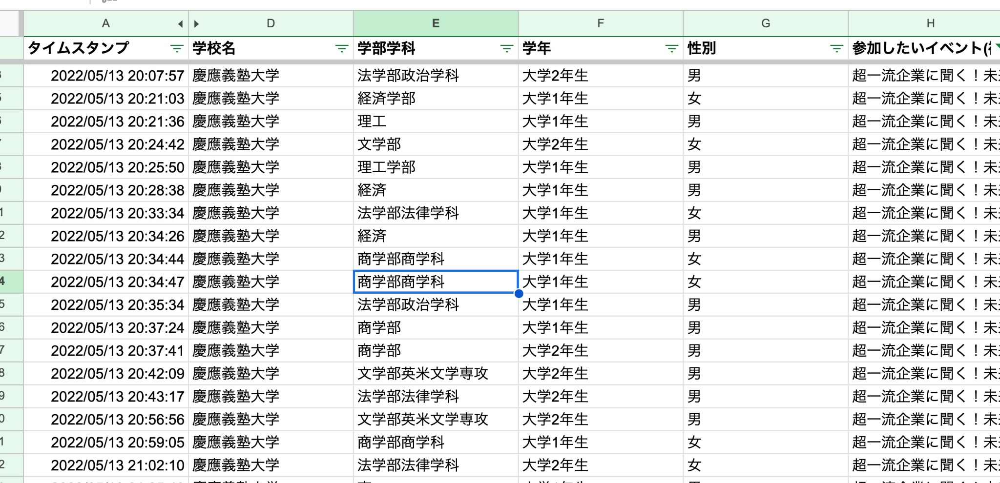 A D E F G H
タイムスタンプ 学校名 学部学科 学年 性別 参加したいイベント(
2022/05/13 20:07:57 慶應義塾大学 法学部政治学科 大学2年生 男 超一流企業に聞く！未
2022/05/13 20:21:03 慶應義塾大学 経済学部 大学1年生 女 超一流企業に聞く！未
2022/05/13 20:21:36 慶應義塾大学 理工 大学1年生 男 超一流企業に聞く！未
2022/05/13 20:24:42 慶應義塾大学 文学部 大学2年生 女 超一流企業に聞く！未
2022/05/13 20:25:50 慶應義塾大学 理工学部 大学1年生 男 超一流企業に聞く！未
2022/05/13 20:28:38 慶應義塾大学 経済 大学1年生 男 超一流企業に聞く！未
1 2022/05/13 20:33:34 慶應義塾大学 法学部法律学科 大学1年生 女 超一流企業に聞く！未
2 2022/05/13 20:34:26 慶應義塾大学 経済 大学1年生 男 超一流企業に聞く！未
3 2022/05/13 20:34:44 慶應義塾大学 商学部商学科 大学1年生 女 超一流企業に聞く！未
4 2022/05/13 20:34:47 慶應義塾大学 商学部商学科 大学1年生 女 超一流企業に聞く！未
5 2022/05/13 20:35:34 慶應義塾大学 法学部政治学科 大学1年生 男 超一流企業に聞く！未
6 2022/05/13 20:37:24 慶應義塾大学 商学部 大学1年生 男 超一流企業に聞く！未
7 2022/05/13 20:37:41 慶應義塾大学 商学部 大学2年生 男 超一流企業に聞く！未
8 2022/05/13 20:42:09 慶應義塾大学 文学部英米文学専攻 大学2年生 男 超一流企業に聞く！未
9 2022/05/13 20:43:17 慶應義塾大学 法学部法律学科 大学2年生 男 超一流企業に聞く！未
0 2022/05/13 20:56:56 慶應義塾大学 文学部英米文学専攻 大学2年生 男 超一流企業に聞く！未
1 2022/05/13 20:59:05 慶應義塾大学 商学部商学科 大学1年生 女 超一流企業に聞く！未
2 2022/05/13 21:02:10 慶應義塾大学 法学部法律学科 大学2年生 女 超一流企業に聞く！未